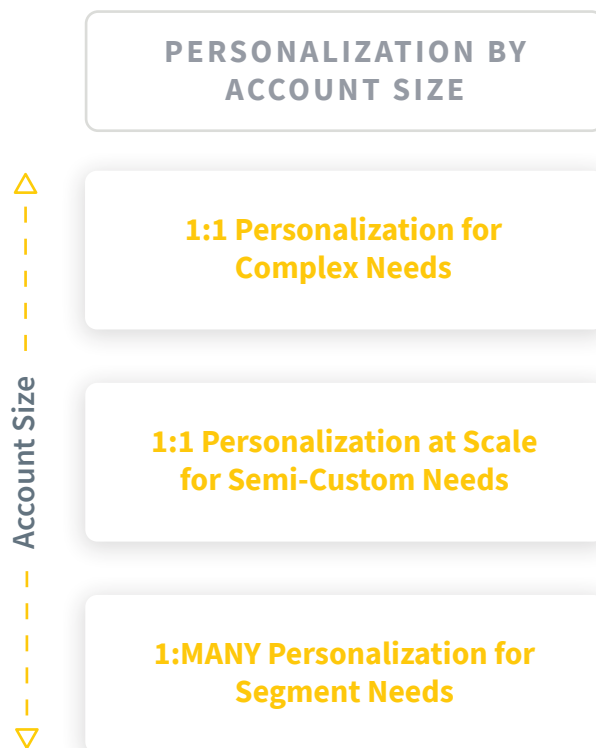 PERSONALIZATION BY
ACCOUNT SIZE
Account Size
1:1 Personalization for
Complex Needs
1:1 Personalization at Scale
for Semi-Custom Needs
1:MANY Personalization for
Segment Needs